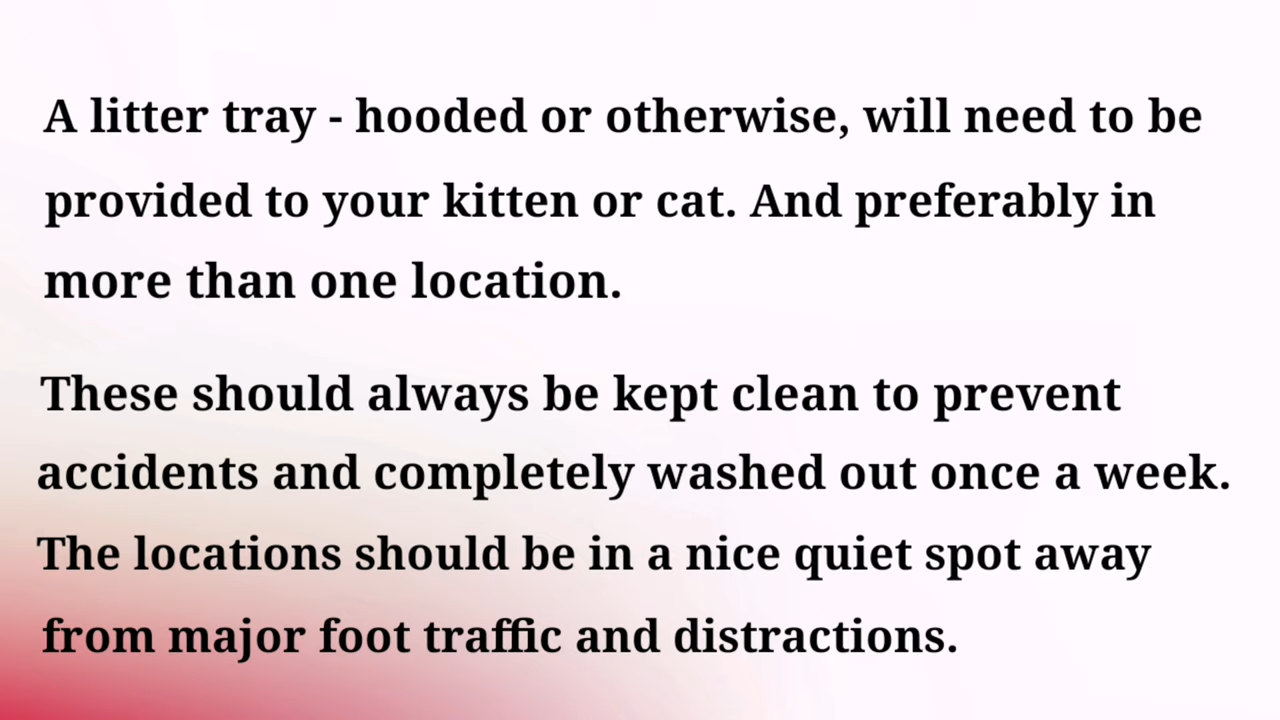 A litter tray - hooded or otherwise, will need to be
provided to your kitten or cat. And preferably in
more than one location.
These should always be kept clean to prevent
accidents and completely washed out once a week.
The locations should be in a nice quiet spot away
from major foot traffic and distractions.